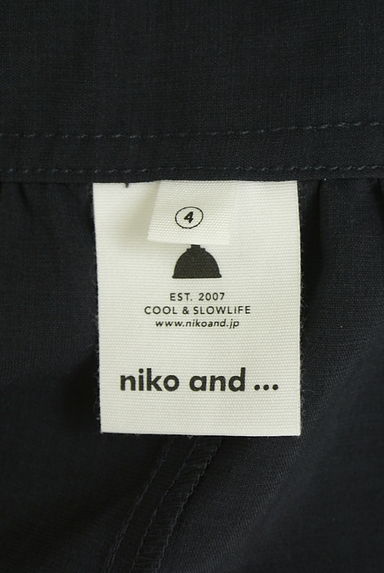 4
EST. 2007
COOL & SLOWLIFE
www.nikoand.jp
niko and ...